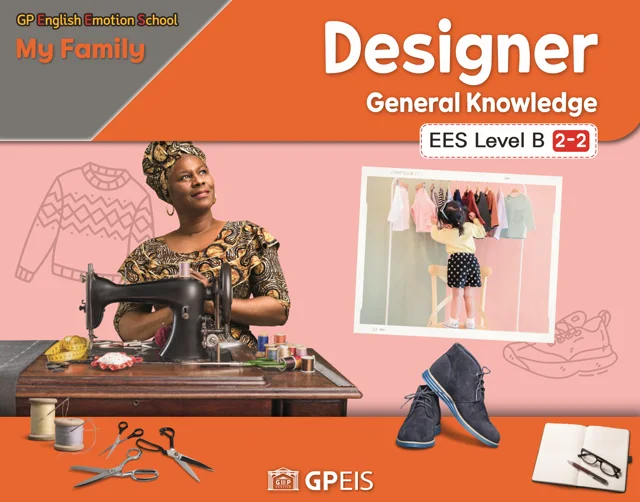 GP English Emotion School
My Family
Designer
General Knowledge
EES Level B 2-2
GPEIS